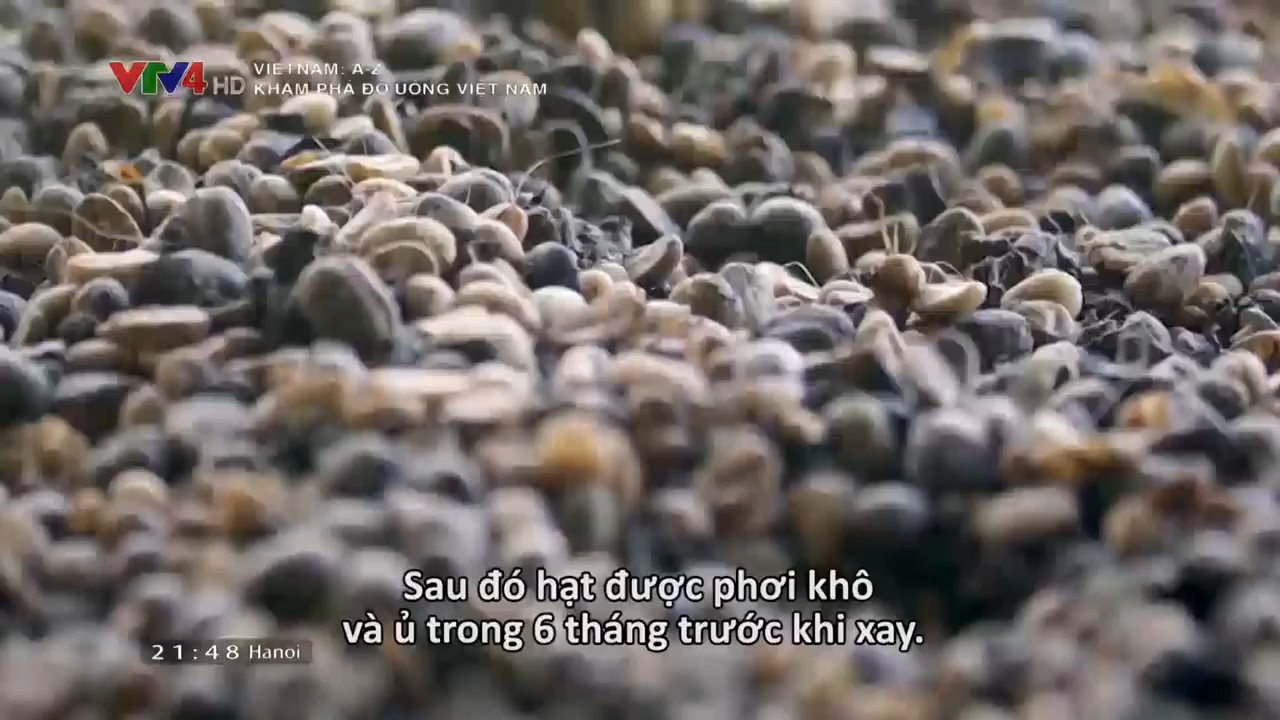 VTV4 HD
VIETNAM: A-Z
KHÁM PHÁ ĐỒ UỐNG VIỆT NAM
Sau đó hạt được phơi khô
và ủ trong 6 tháng trước khi xay.
21:48 Hanoi